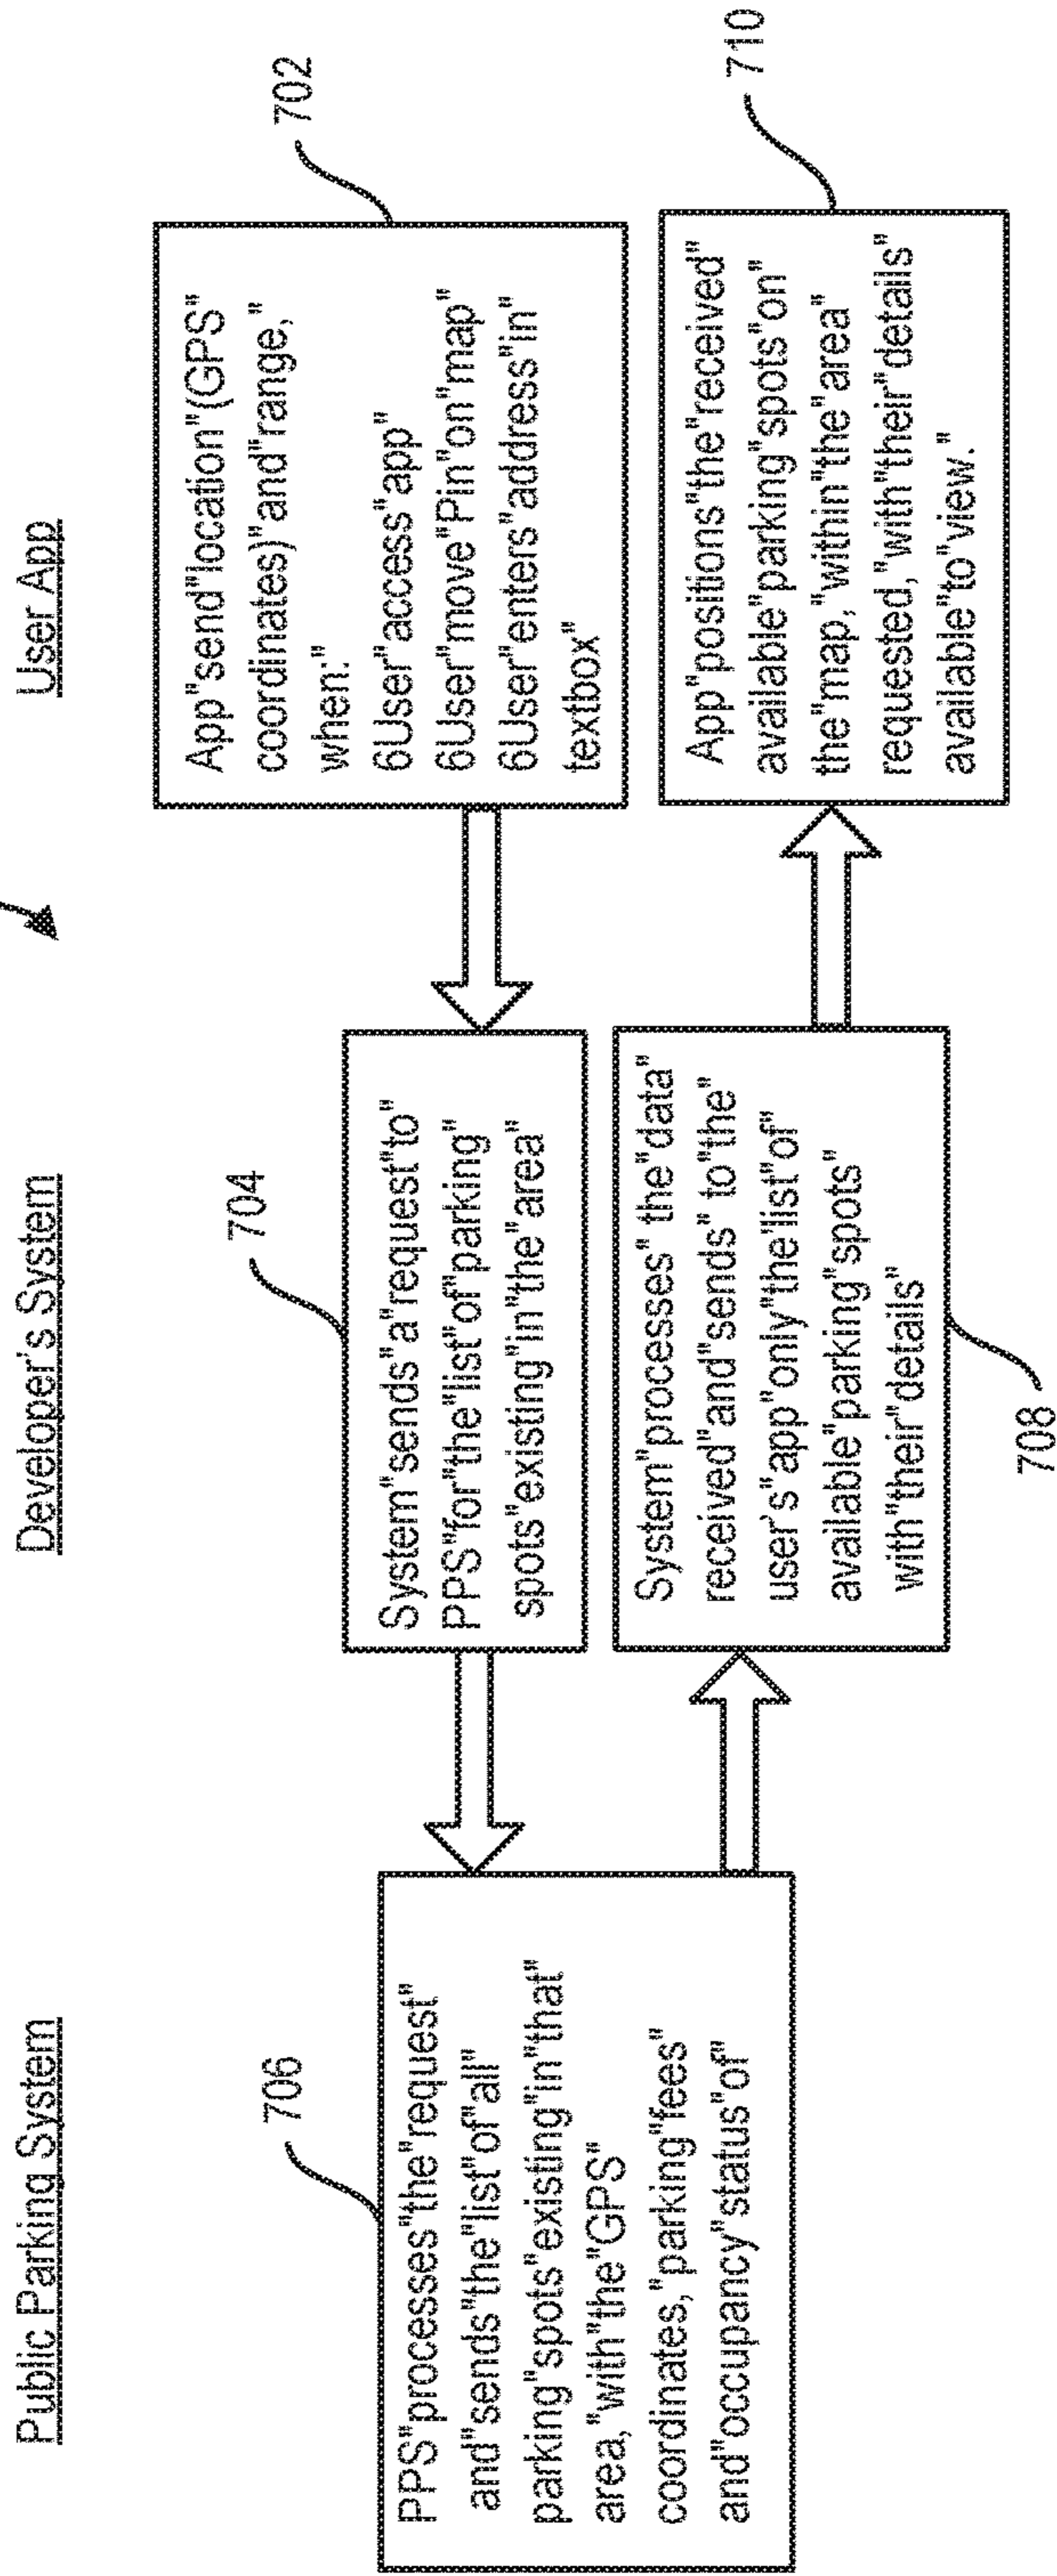 Public Parking System
Developer's System
User App
706
PPS"processes"the"request"
and"sends"the"list"of"all"
parking"spots"existing"in"that"
area,"with"the"GPS"
coordinates,"parking"fees"
and"occupancy"status"of"
704
System"sends"a"request"to"
PPS"for"the"list"of"parking"
spots"existing"in"the"area"
System"processes" the"data"
received"and"sends" to"the"
user's"app"only"the"list"of"
available"parking"spots"
with"their"details"
708
702
App"send"location"(GPS"
coordinates)"and"range,"
when:"
6User"access"app"
6User"move"Pin"on"map"
6User"enters"address"in"
textbox"
710
App"positions"the"received"
available"parking"spots"on"
the"map,"within"the"area"
requested,"with"their"details"
available"to"view."